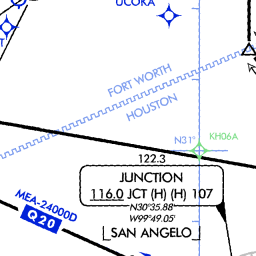 UCOKA
T
FORT WORTH
HOUSTON
N31°
KH06A
122.3
JUNCTION
116.0 JCT (H) (H) 107
N30°35.88'
W99°49.05'
SAN ANGELO
MEA-24000D
Q20